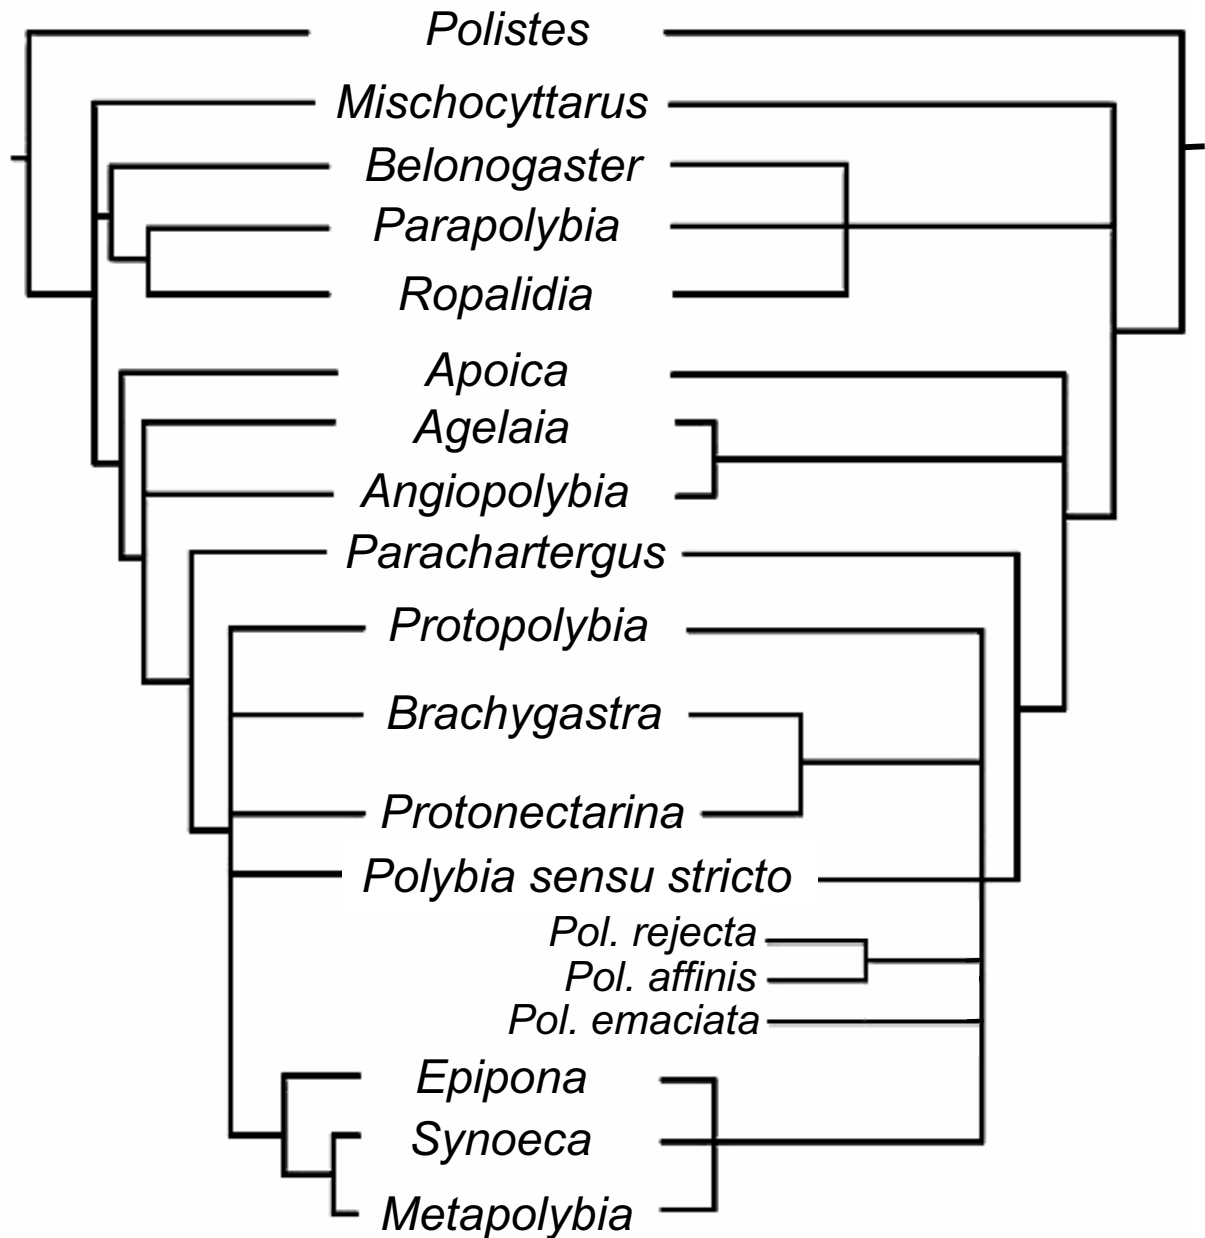 Polistes
Mischocyttarus
Belonogaster
Parapolybia
Ropalidia
Apoica
Agelaia
Angiopolybia
Parachartergus
Protopolybia
Brachygastra
Protonectarina
Polybia sensu stricto
Pol. rejecta
Pol. affinis
Pol. emaciata
Epipona
Synoeca
Metapolybia